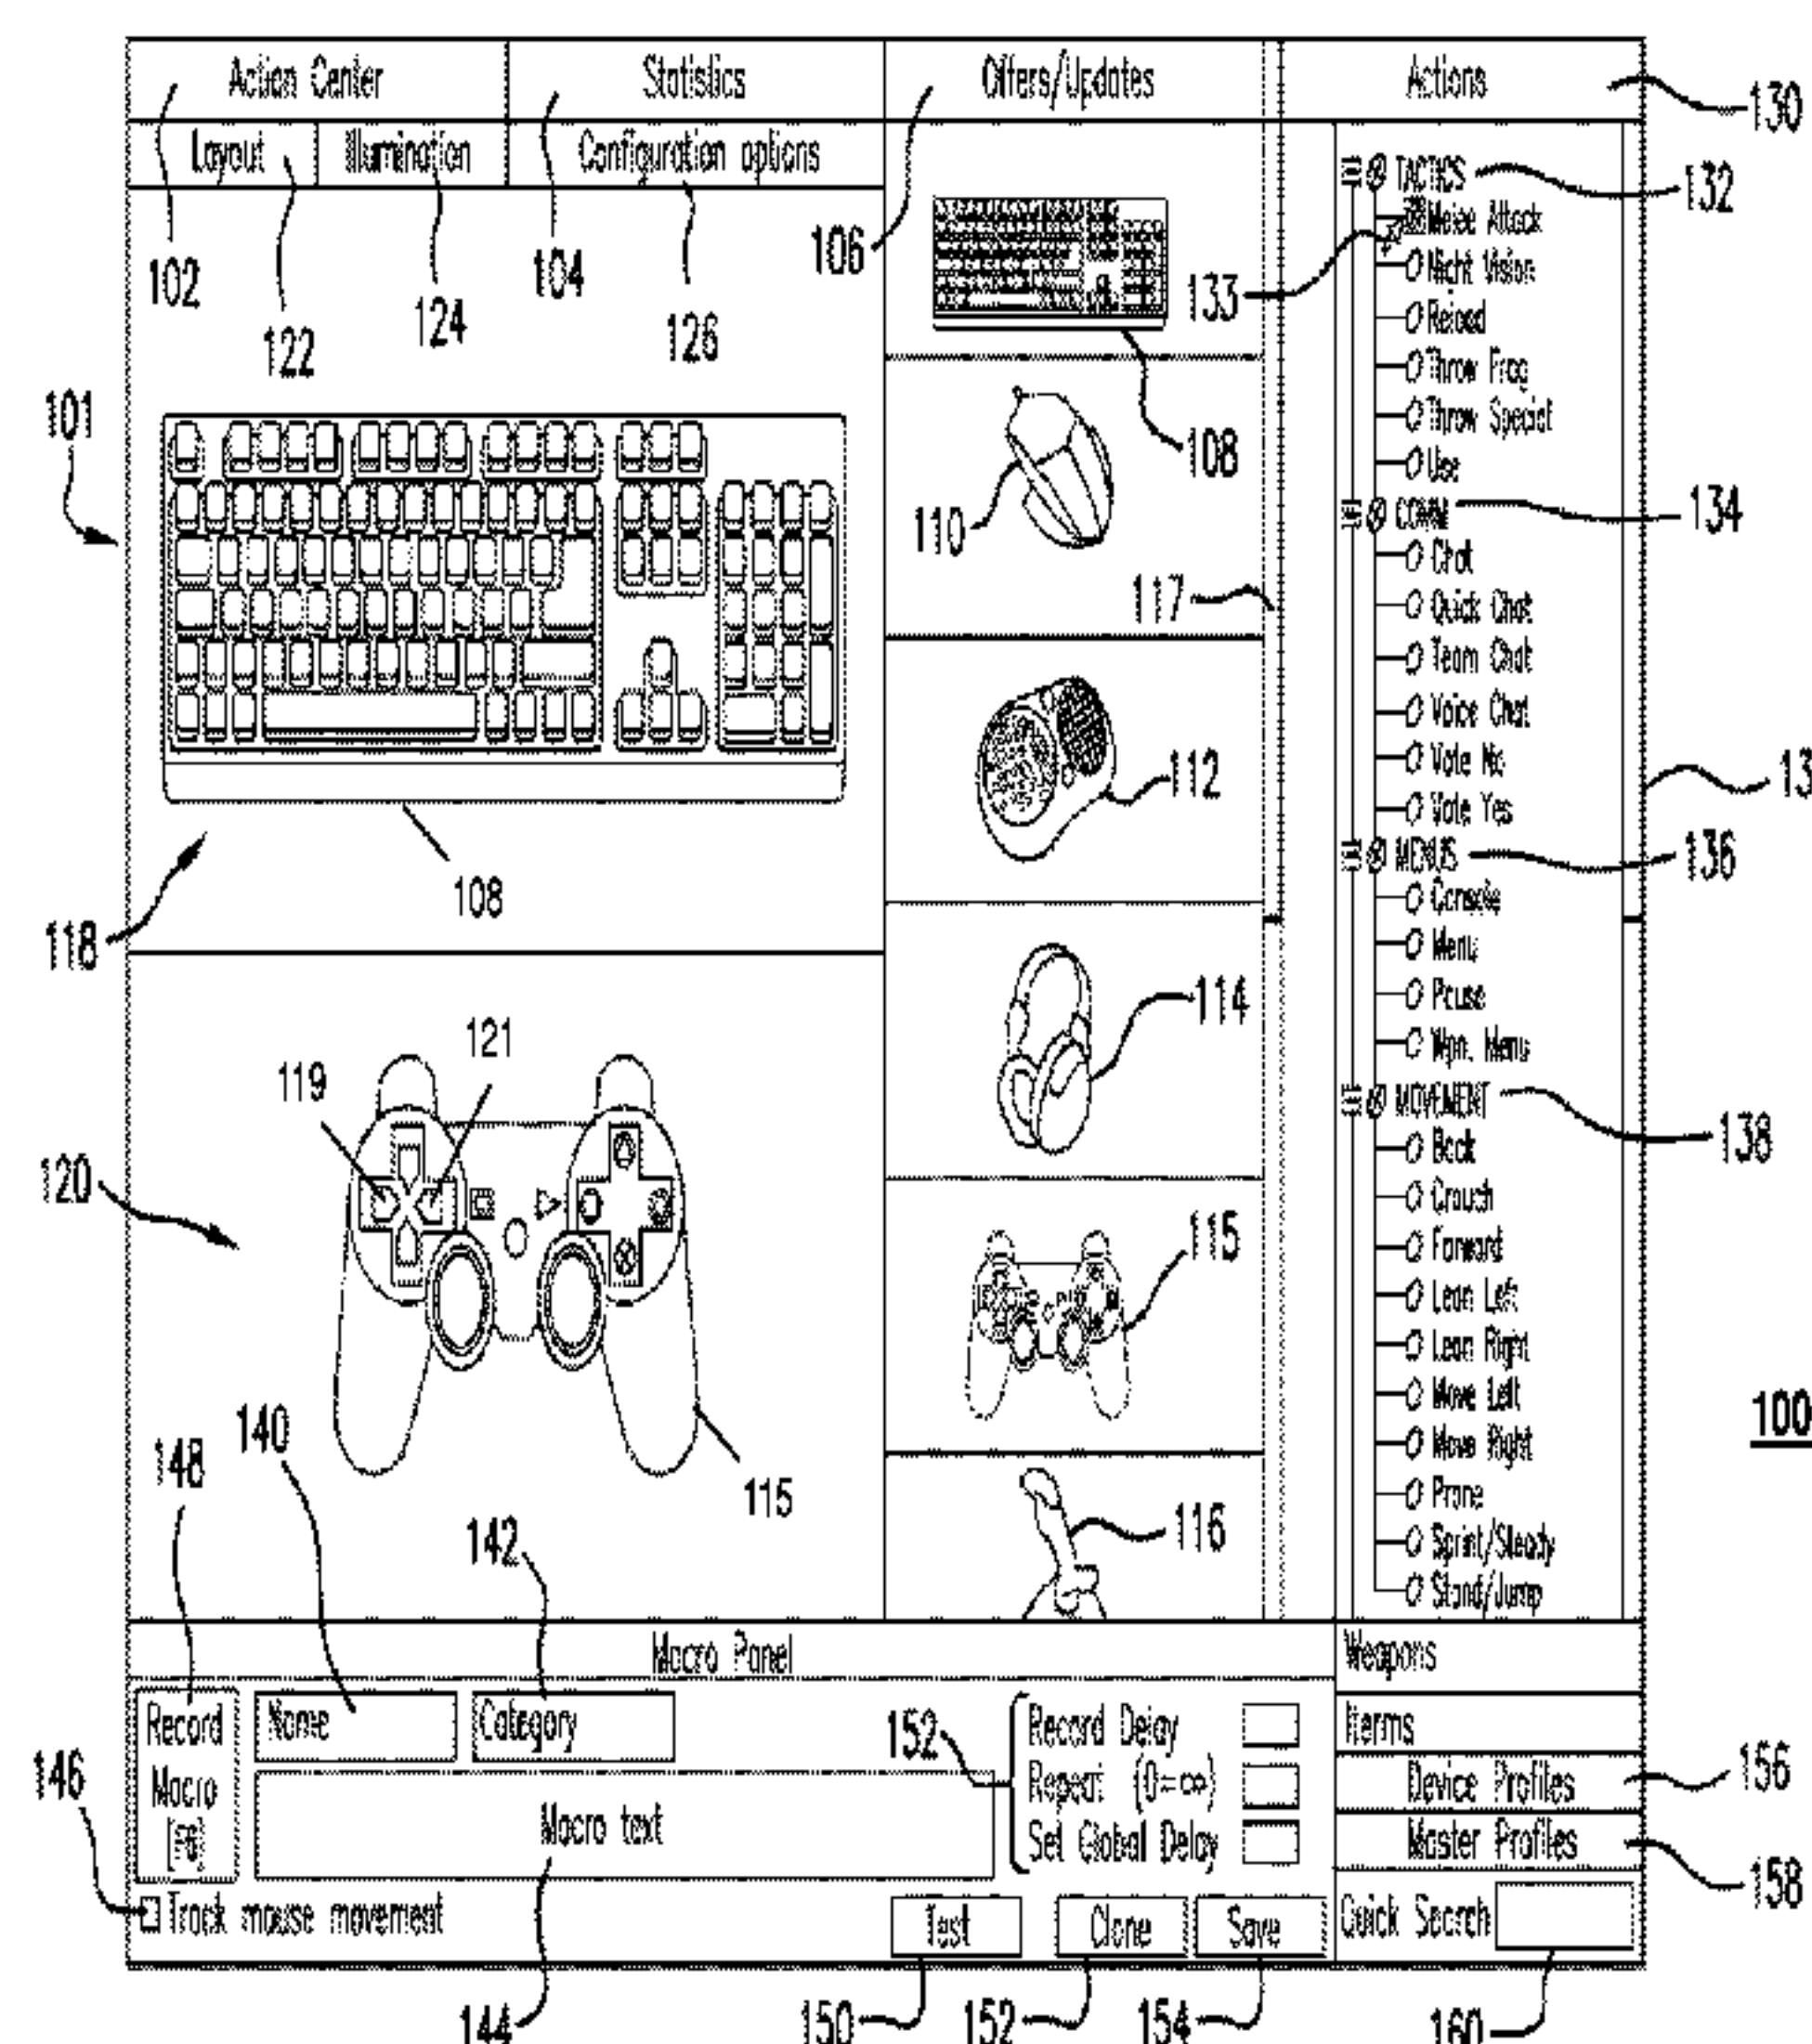 Action Center
Statistics
Offers/Updates
Actions
130
Layout
Illumination
Configuration options
102
122
124
104
126
106
133
108
TACTICS
132
Melee Attack
Night Vision
Reload
Throw Frag
Throw Special
Use
COMM
134
Chat
Quick Chat
Team Chat
Voice Chat
Vote No
Vote Yes
MENUS
136
Console
Menu
Pause
Wpn. Menu
MOVEMENT
138
Back
Crouch
Forward
Lean Left
Lean Right
Move Left
Move Right
Prone
Sprint/Steady
Stand/Jump
13
100
101
108
118
110
117
112
114
115
116
119
121
120
115
148
140
142
Macro Panel
Weapons
Record
Macro
[F6]
Name
Category
152
Record Delay
Repeat (0=∞)
Set Global Delay
Items
Device Profiles
156
Master Profiles
158
146
Macro text
Track mouse movement
Test
Clone
Save
Quick Search
144
150
152
154
160